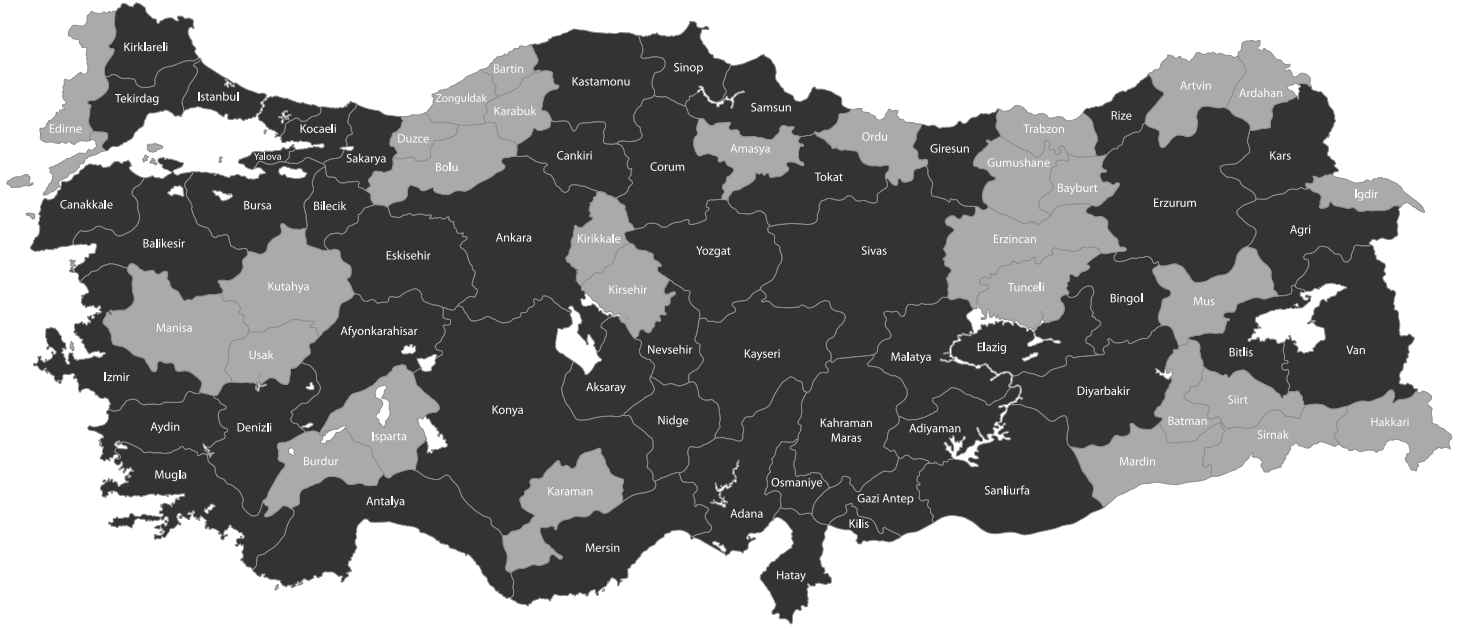 Kirklareli
Bartin
Kastamonu
Sinop
Artvin
Ardahan
Tekirdag
Istanbul
Zonguldak
Karabuk
Samsun
Rize
Edirne
Kocaeli
Duzce
Ordu
Trabzon
Yalova
Sakarya
Bolu
Cankiri
Corum
Amasya
Giresun
Gumushane
Kars
Tokat
Bayburt
Igdir
Canakkale
Bursa
Bilecik
Erzurum
Balikesir
Ankara
Kirikkale
Yozgat
Sivas
Erzincan
Agri
Eskisehir
Kutahya
Kirsehir
Tunceli
Bingol
Mus
Manisa
Afyonkarahisar
Usak
Nevsehir
Kayseri
Malatya
Elazig
Bitlis
Van
Izmir
Aksaray
Diyarbakir
Konya
Siirt
Aydin
Denizli
Isparta
Nidge
Kahraman
Maras
Adiyaman
Batman
Sirnak
Hakkari
Burdur
Mardin
Mugla
Antalya
Karaman
Osmaniye
Gazi Antep
Sanliurfa
Adana
Kilis
Mersin
Hatay